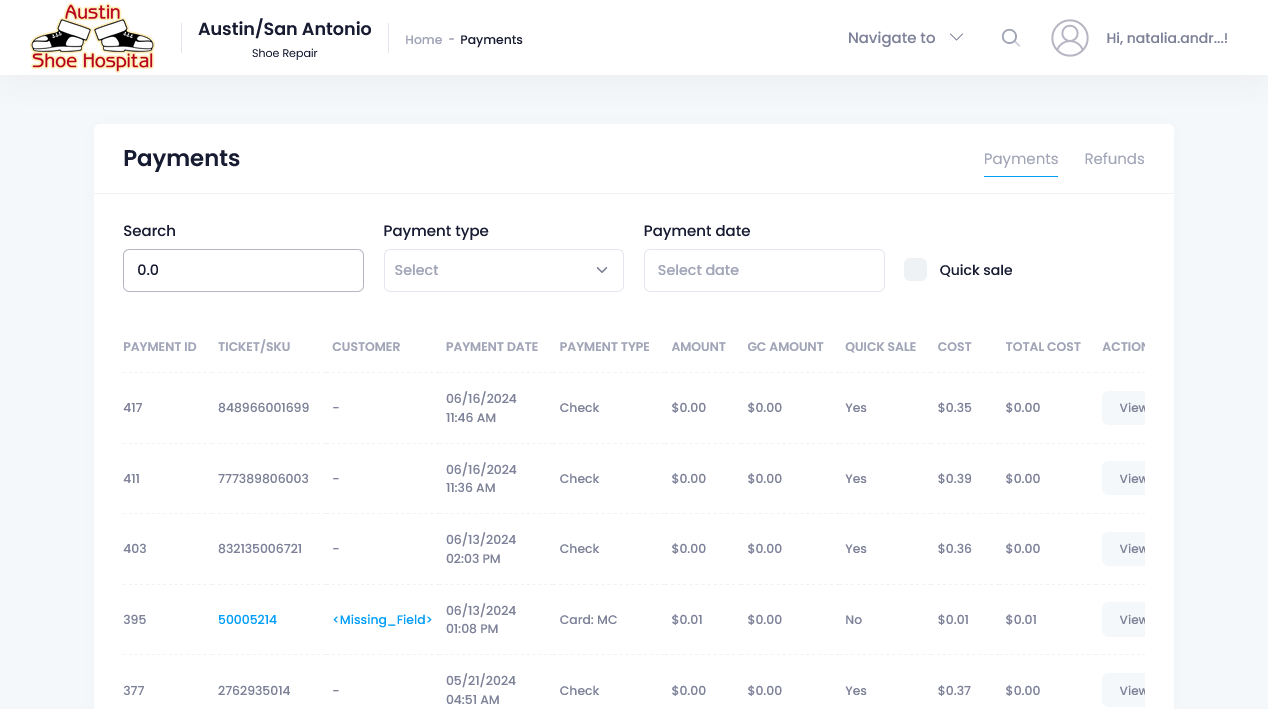 Austin
Shoe Hospital
Austin/San Antonio
Shoe Repair
Home - Payments
Navigate to
Hi, natalia.andr...!
Payments
Payments Refunds
Search Payment type Payment date
0.0 Select Select date Quick sale
PAYMENT ID TICKET/SKU CUSTOMER PAYMENT DATE PAYMENT TYPE AMOUNT GC AMOUNT QUICK SALE COST TOTAL COST ACTION
417 848966001699 - 06/16/2024 11:46 AM Check $0.00 $0.00 Yes $0.35 $0.00 View
411 777389806003 - 06/16/2024 11:36 AM Check $0.00 $0.00 Yes $0.39 $0.00 View
403 832135006721 - 06/13/2024 02:03 PM Check $0.00 $0.00 Yes $0.36 $0.00 View
395 50005214 <Missing_Field> 06/13/2024 01:08 PM Card: MC $0.01 $0.00 No $0.01 $0.01 View
377 2762935014 - 05/21/2024 04:51 AM Check $0.00 $0.00 Yes $0.37 $0.00 View